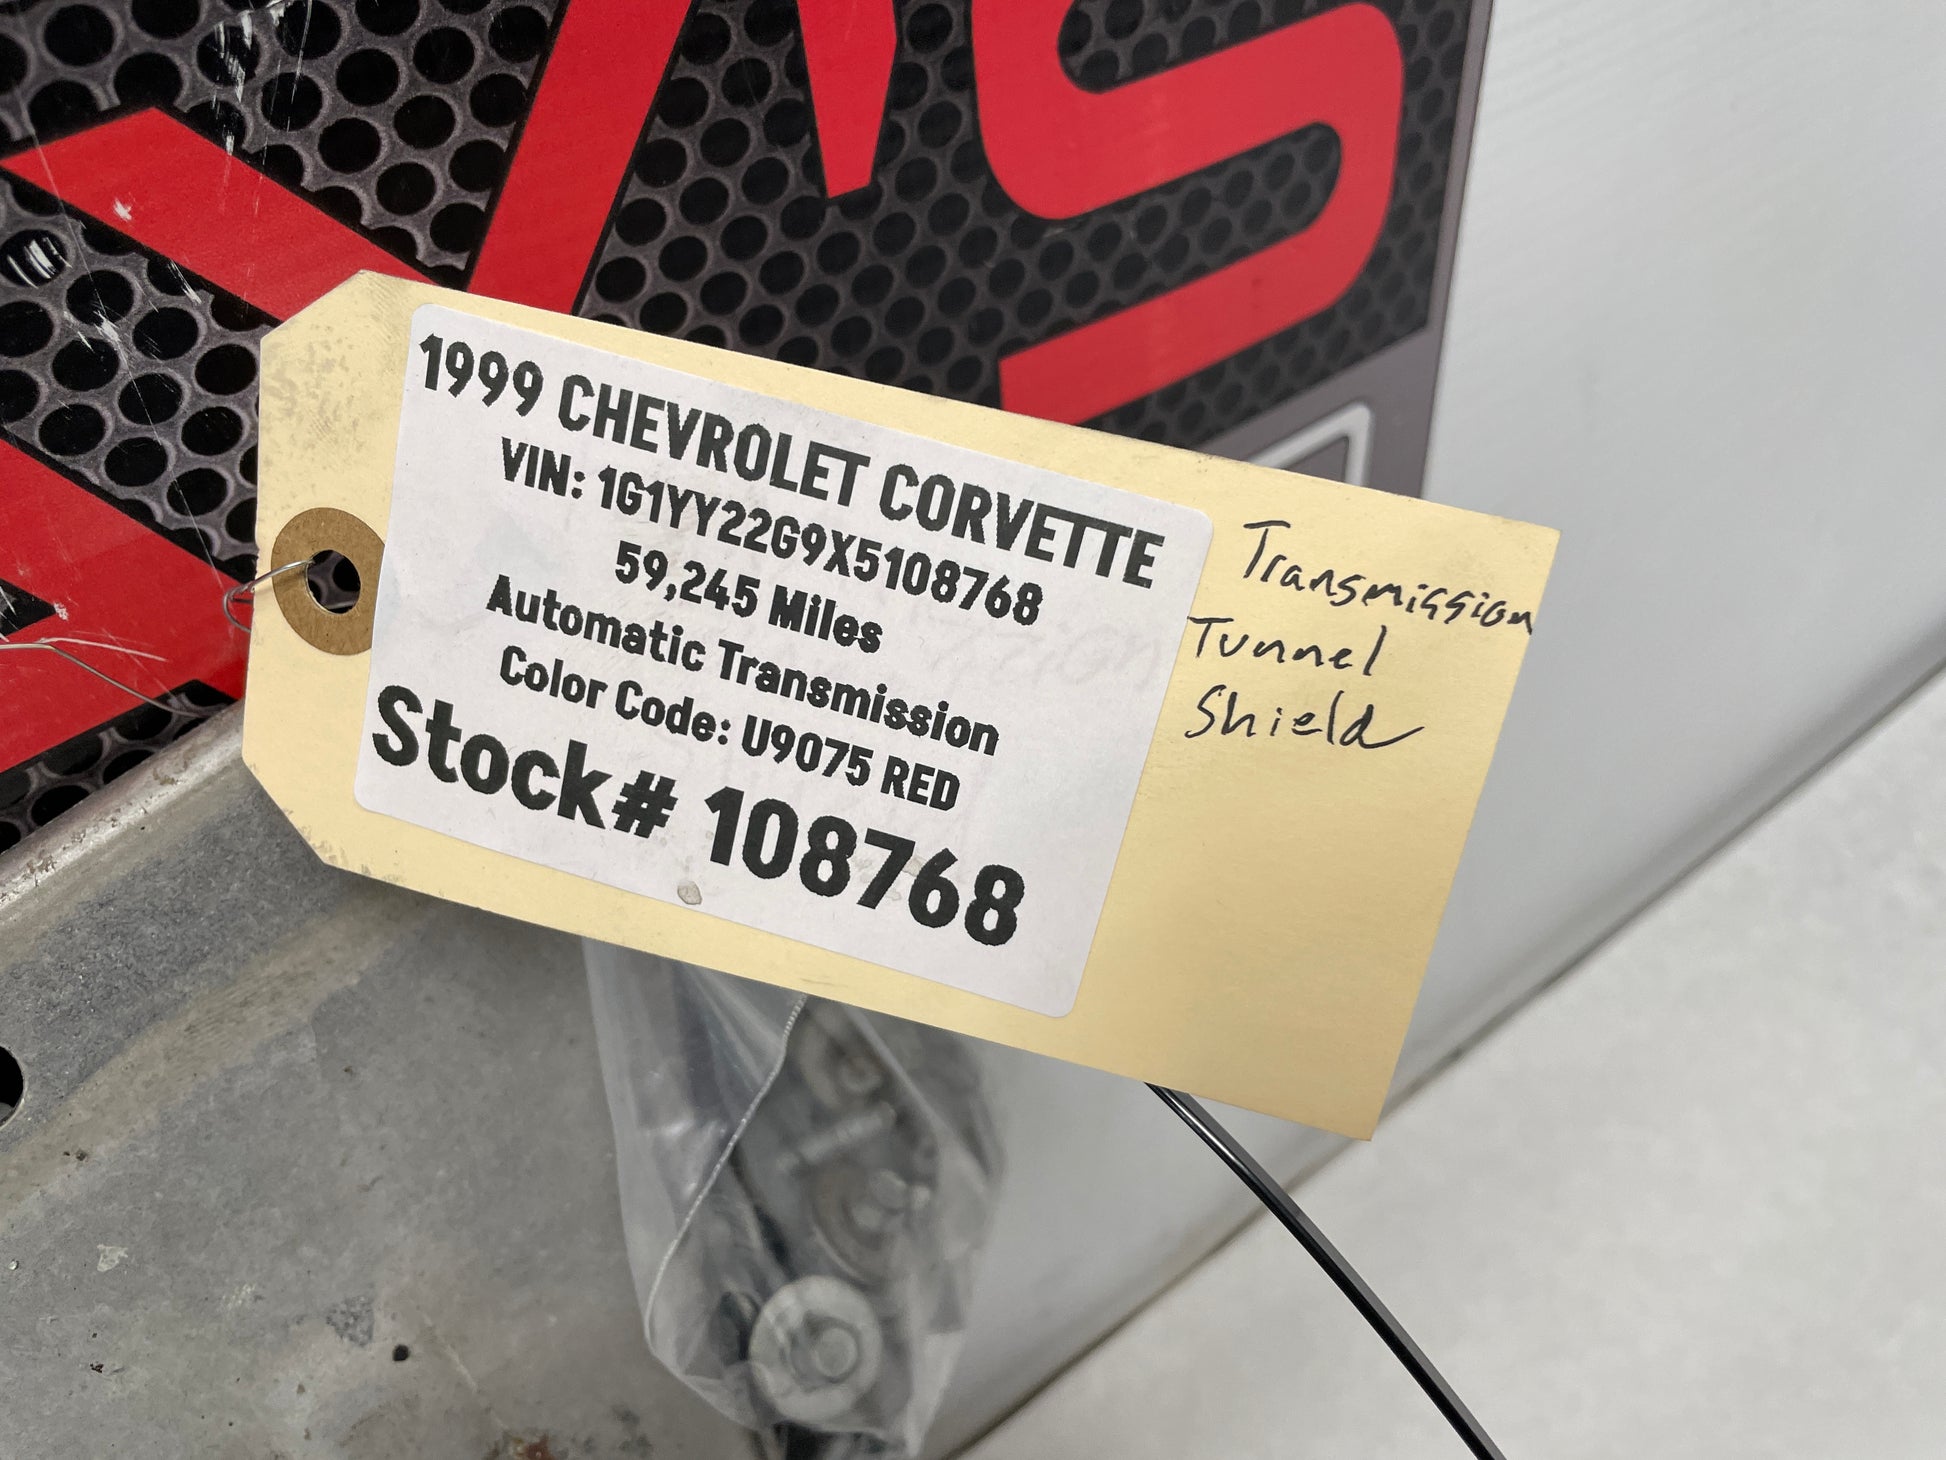 1999 CHEVROLET CORVETTE
VIN: 1G1YY22G9X5108768
59,245 Miles
Automatic Transmission
Color Code: U9075 RED
Stock# 108768
Transmission
Tunnel
Shield